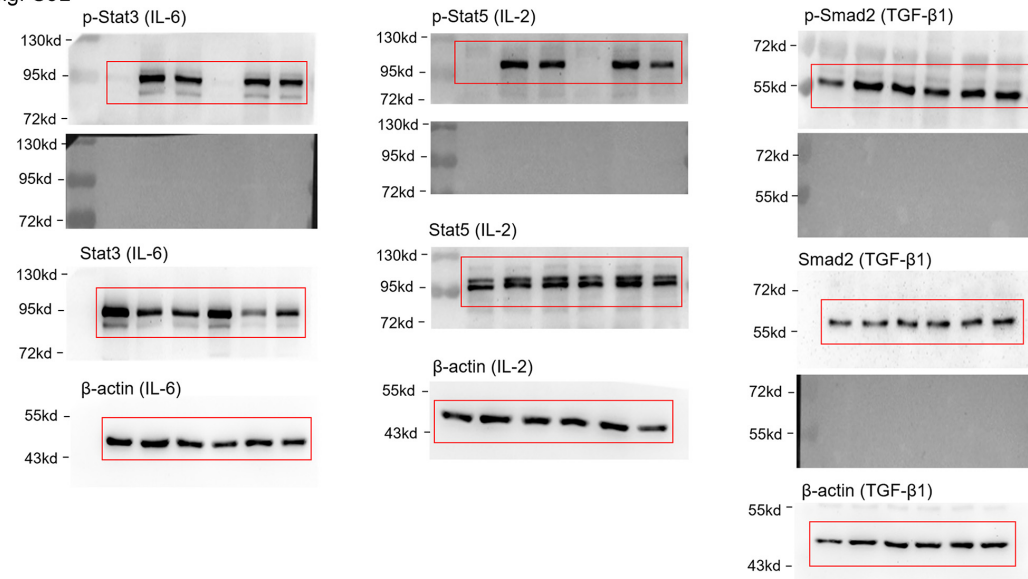 p-Stat3 (IL-6)
130kd
95kd
72kd
130kd
95kd
72kd
Stat3 (IL-6)
130kd
95kd
72kd
β-actin (IL-6)
55kd
43kd
p-Stat5 (IL-2)
130kd
95kd
72kd
130kd
95kd
72kd
Stat5 (IL-2)
130kd
95kd
72kd
β-actin (IL-2)
55kd
43kd
p-Smad2 (TGF-β1)
72kd
55kd
72kd
55kd
Smad2 (TGF-β1)
72kd
55kd
72kd
55kd
β-actin (TGF-β1)
55kd
43kd